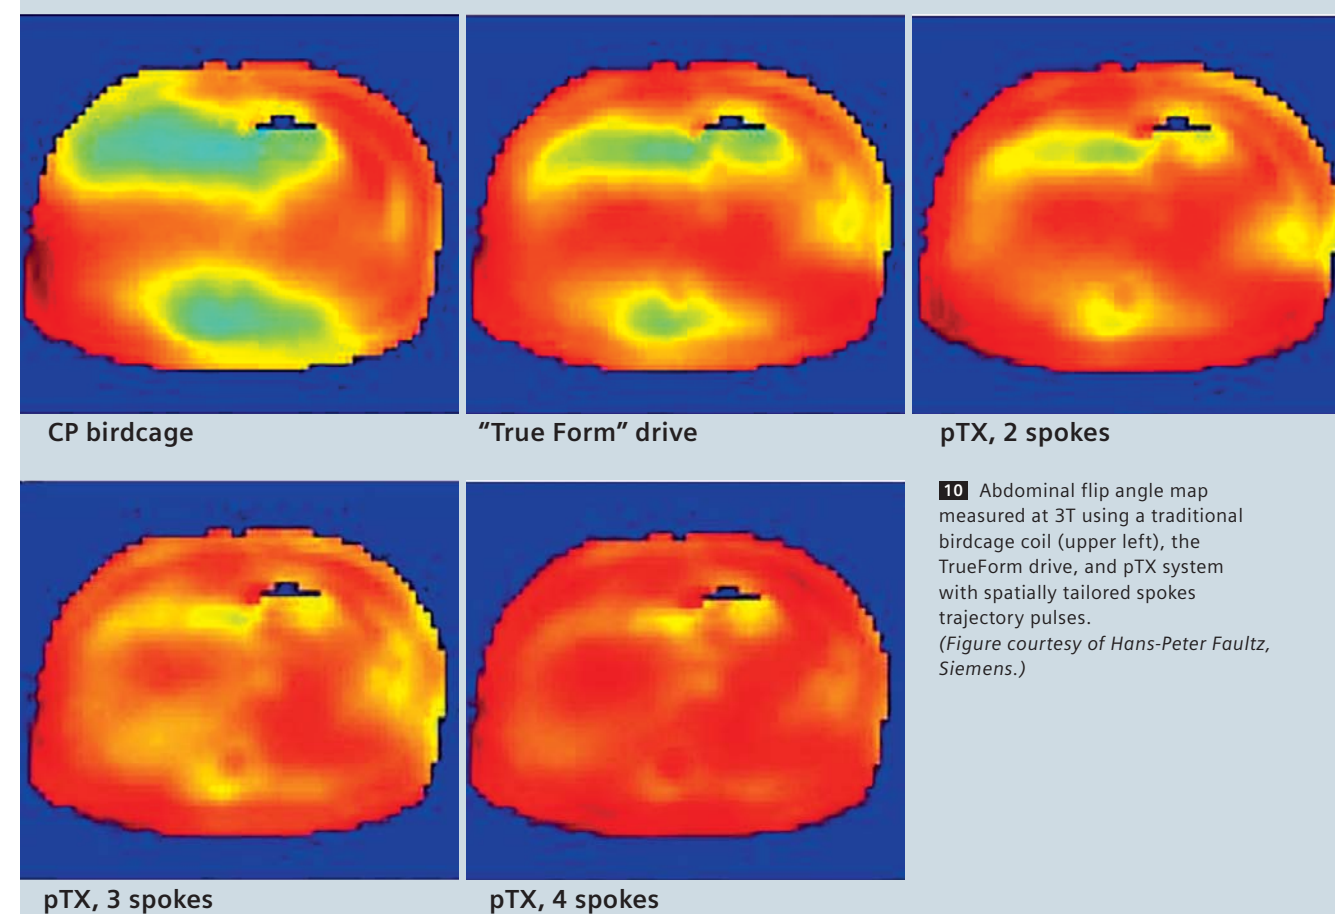 CP birdcage
“True Form” drive
pTX, 2 spokes
10 Abdominal flip angle map
measured at 3T using a traditional
birdcage coil (upper left), the
TrueForm drive, and pTX system
with spatially tailored spokes
trajectory pulses.
(Figure courtesy of Hans-Peter Faultz,
Siemens.)
pTX, 3 spokes
pTX, 4 spokes